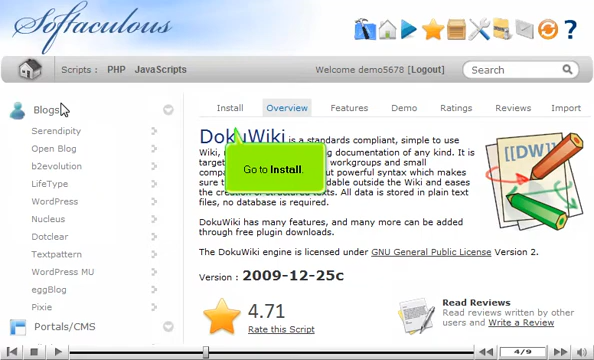 Softaculous
Scripts : PHP JavaScripts
Welcome demo5678 [Logout]
Search
Blogs
Serendipity
Open Blog
b2evolution
LifeType
WordPress
Nucleus
Dotclear
Textpattern
WordPress MU
eggBlog
Pixie
Portals/CMS
Install Overview Features Demo Ratings Reviews Import
DokuWiki is a standards compliant, simple to use
Wiki, documentation of any kind. It is
workgroups and small
but powerful syntax which makes
sure outside the Wiki and eases
the texts. All data is stored in plain text
files, no database is required.
Go to Install.
DokuWiki has many features, and many more can be added
through free plugin downloads.
The DokuWiki engine is licensed under GNU General Public License Version 2.
Version : 2009-12-25c
4.71
Rate this Script
[[DW]]
Read Reviews
Read reviews written by other
users and Write a Review
4/9